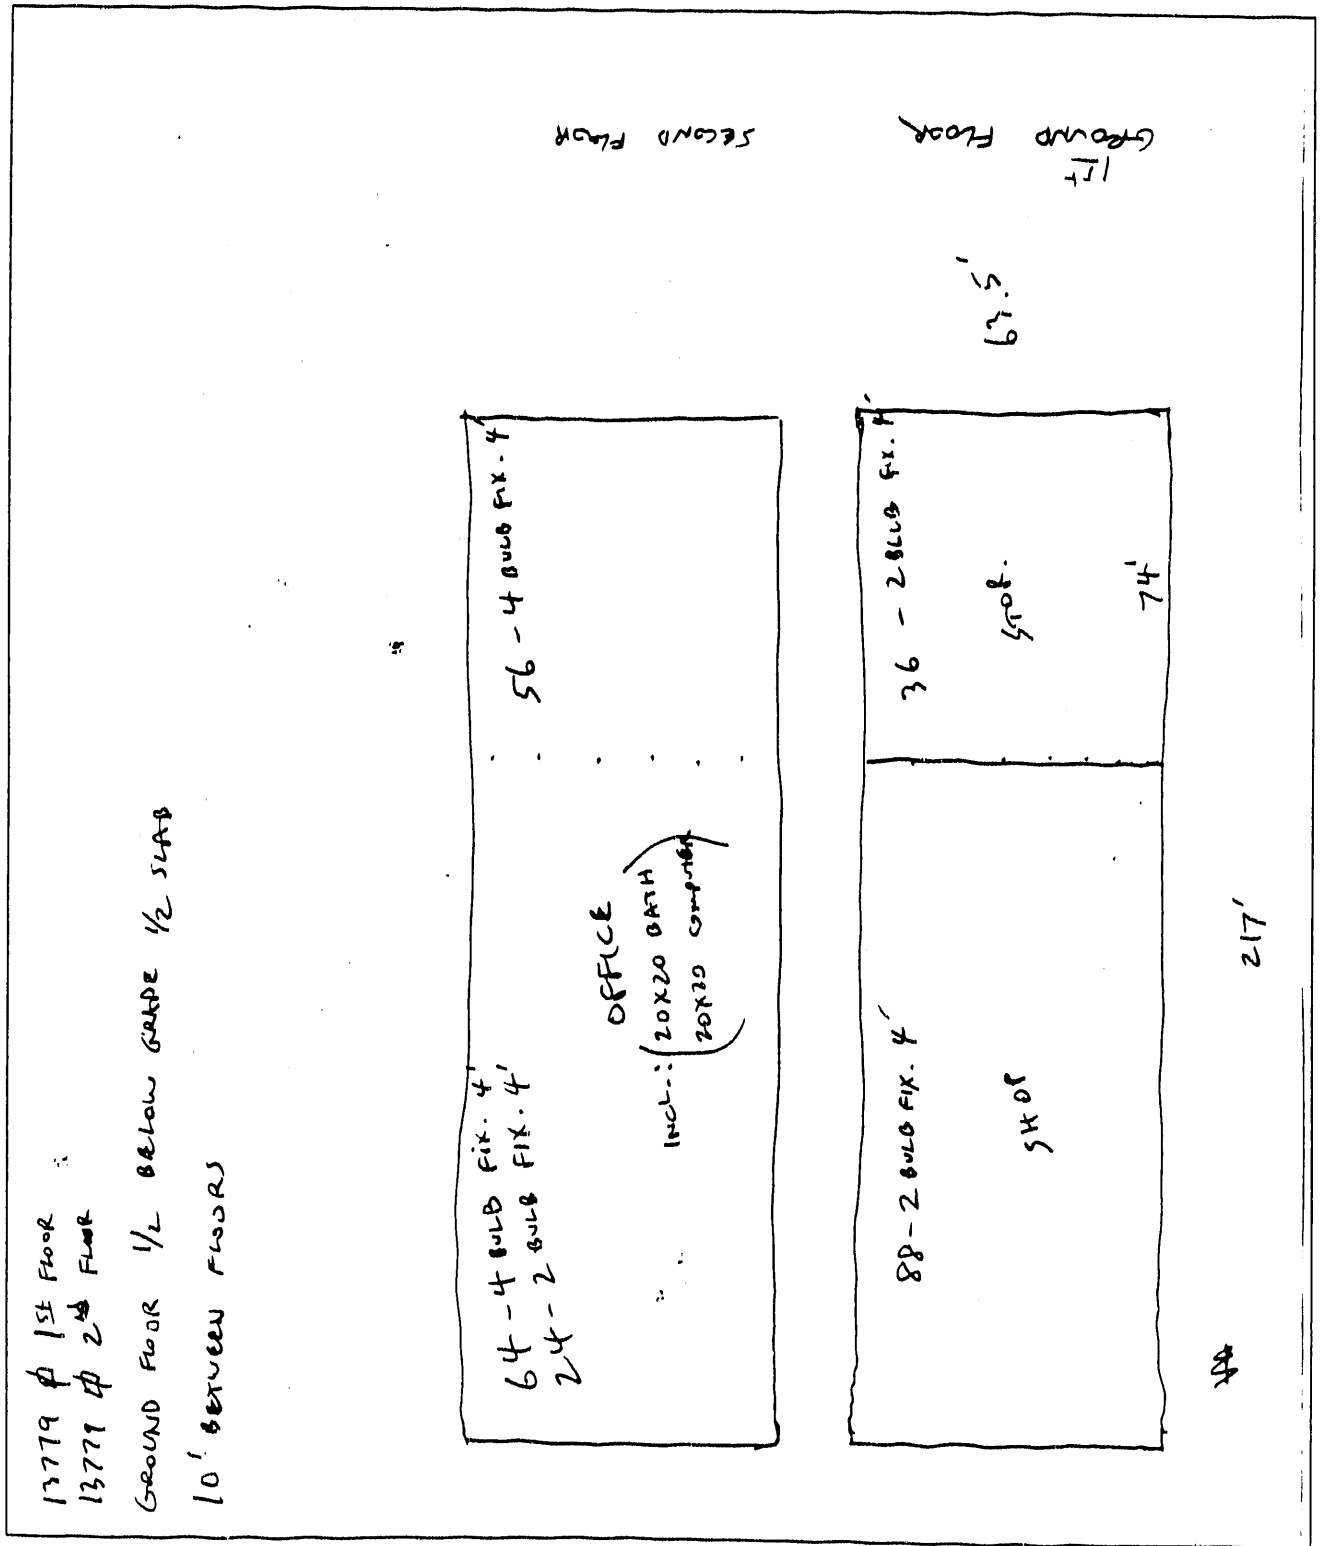 13779 ⌀ 1ST FLOOR
13779 ⌀ 2nd FLOOR
GROUND FLOOR 1/2 BELOW GRADE 1/2 SLAB
10' BETWEEN FLOORS
SECOND FLOOR
64 - 4 BULB FIX. 4'
24 - 2 BULB FIX. 4'
56 - 4 BULB FIX. 4'
OFFICE
INCL.: (20X20 BATH
20X20 COMPUTER)
GROUND FLOOR
1ST
88 - 2 BULB FIX. 4'
SHOP
36 - 2 BULB FIX. 4'
STOR.
74'
63.5'
217'